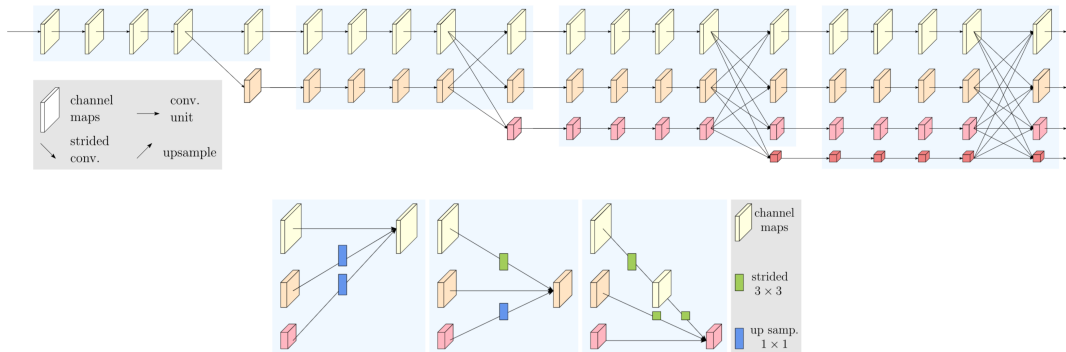 channel
maps
conv.
unit
strided
conv.
upsample
channel
maps
strided
3 × 3
up samp.
1 × 1